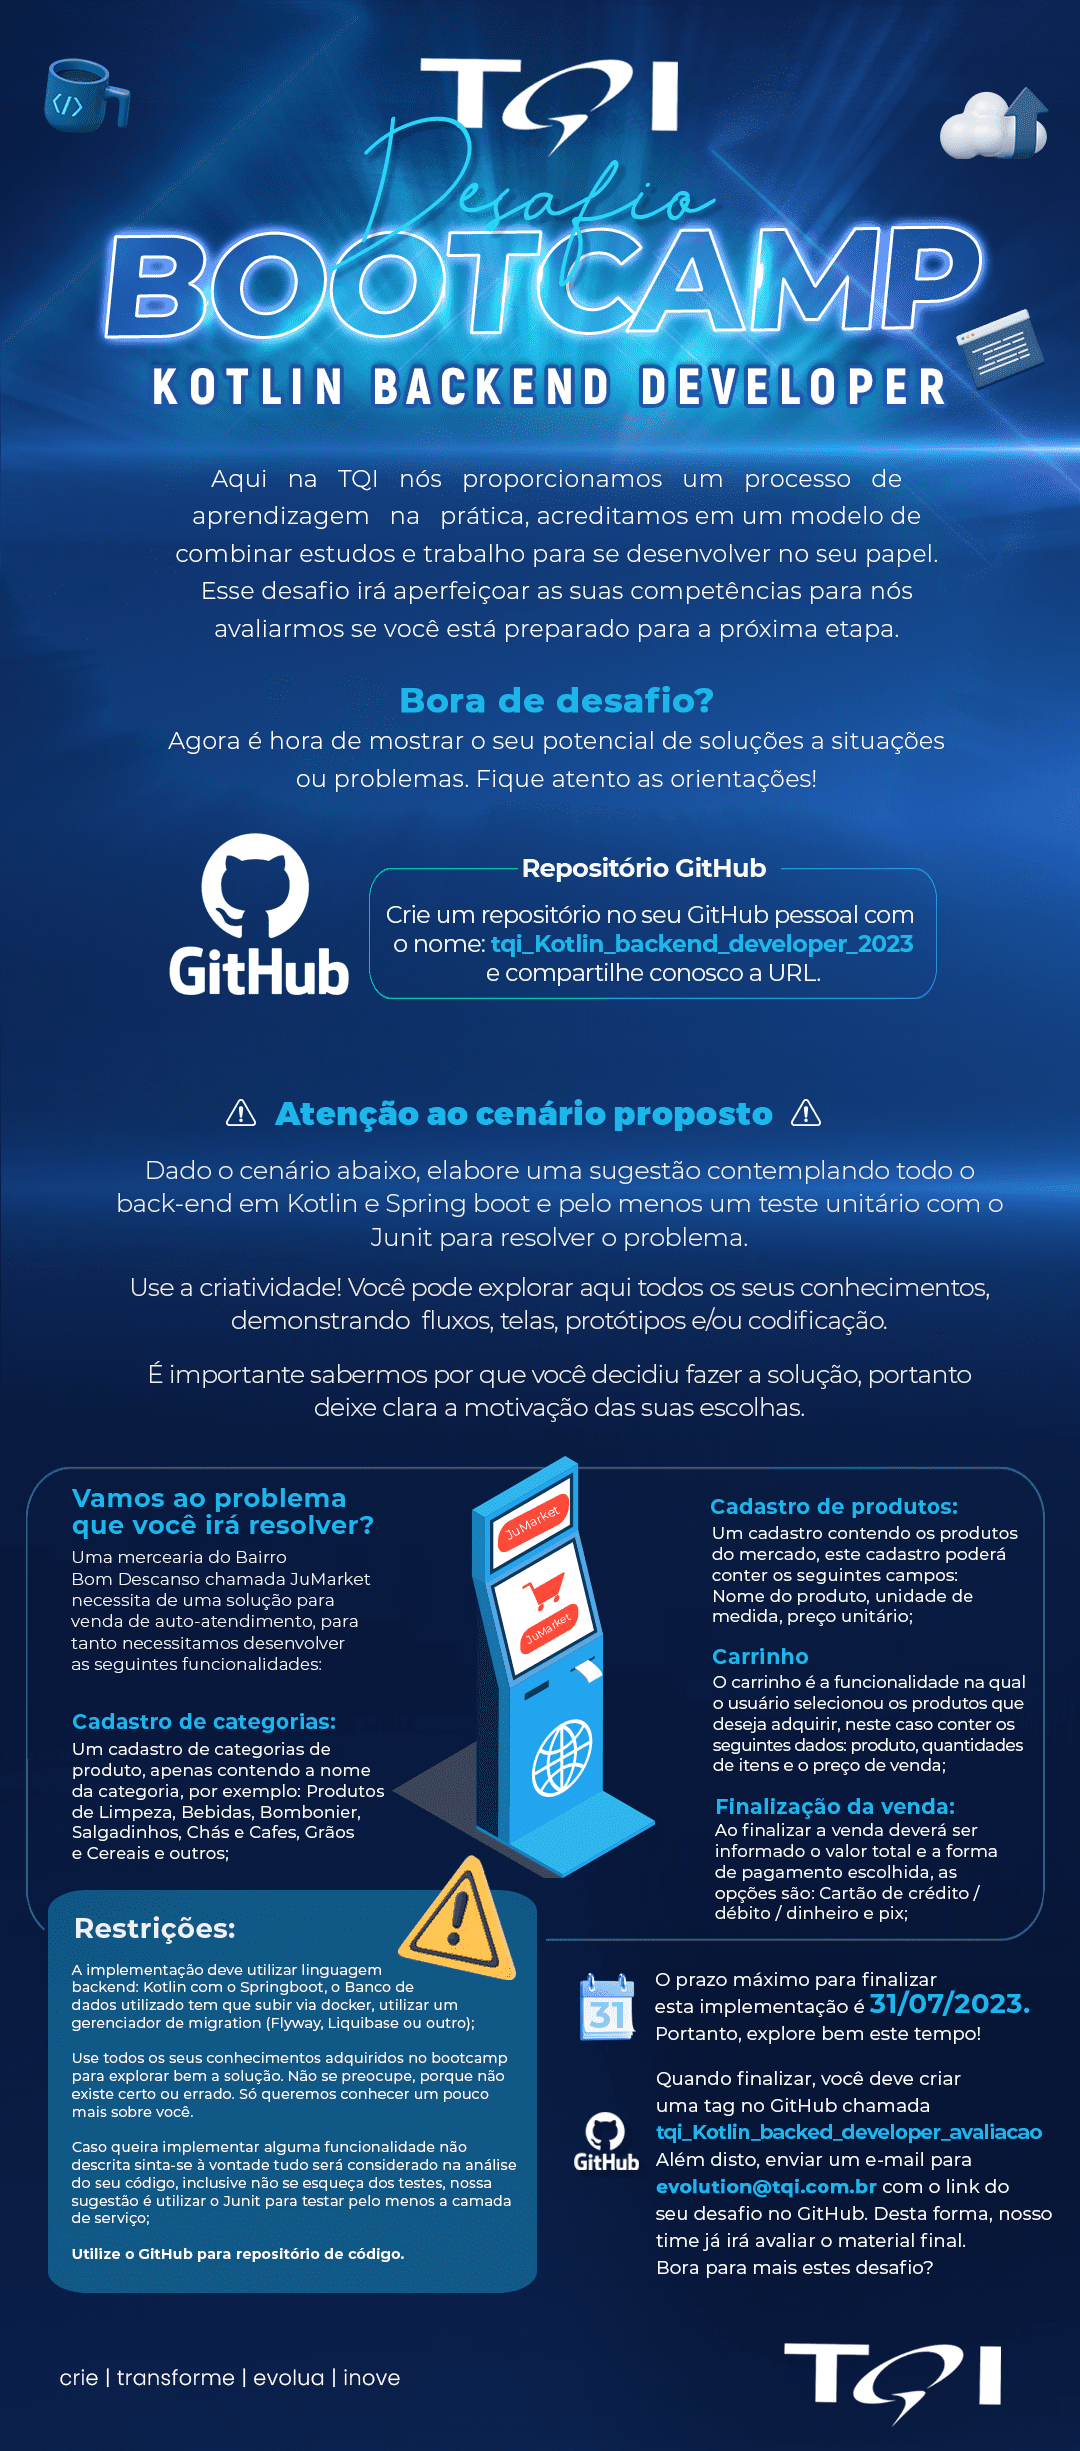 TQI
Desafio
BOOTCAMP
KOTLIN BACKEND DEVELOPER
Aqui na TQI nós proporcionamos um processo de
aprendizagem na prática, acreditamos em um modelo de
combinar estudos e trabalho para se desenvolver no seu papel.
Esse desafio irá aperfeiçoar as suas competências para nós
avaliarmos se você está preparado para a próxima etapa.
Bora de desafio?
Agora é hora de mostrar o seu potencial de soluções a situações
ou problemas. Fique atento as orientações!
GitHub
Repositório GitHub
Crie um repositório no seu GitHub pessoal com
o nome: tqi_Kotlin_backend_developer_2023
e compartilhe conosco a URL.
Atenção ao cenário proposto
Dado o cenário abaixo, elabore uma sugestão contemplando todo o
back-end em Kotlin e Spring boot e pelo menos um teste unitário com o
Junit para resolver o problema.
Use a criatividade! Você pode explorar aqui todos os seus conhecimentos,
demonstrando fluxos, telas, protótipos e/ou codificação.
É importante sabermos por que você decidiu fazer a solução, portanto
deixe clara a motivação das suas escolhas.
Vamos ao problema
que você irá resolver?
Uma mercearia do Bairro
Bom Descanso chamada JuMarket
necessita de uma solução para
venda de auto-atendimento, para
tanto necessitamos desenvolver
as seguintes funcionalidades:
Cadastro de categorias:
Um cadastro de categorias de
produto, apenas contendo a nome
da categoria, por exemplo: Produtos
de Limpeza, Bebidas, Bombonier,
Salgadinhos, Chás e Cafes, Grãos
e Cereais e outros;
JuMarket
JuMarket
Cadastro de produtos:
Um cadastro contendo os produtos
do mercado, este cadastro poderá
conter os seguintes campos:
Nome do produto, unidade de
medida, preço unitário;
Carrinho
O carrinho é a funcionalidade na qual
o usuário selecionou os produtos que
deseja adquirir, neste caso conter os
seguintes dados: produto, quantidades
de itens e o preço de venda;
Finalização da venda:
Ao finalizar a venda deverá ser
informado o valor total e a forma
de pagamento escolhida, as
opções são: Cartão de crédito /
débito / dinheiro e pix;
Restrições:
A implementação deve utilizar linguagem
backend: Kotlin com o Springboot, o Banco de
dados utilizado tem que subir via docker, utilizar um
gerenciador de migration (Flyway, Liquibase ou outro);
Use todos os seus conhecimentos adquiridos no bootcamp
para explorar bem a solução. Não se preocupe, porque não
existe certo ou errado. Só queremos conhecer um pouco
mais sobre você.
Caso queira implementar alguma funcionalidade não
descrita sinta-se à vontade tudo será considerado na análise
do seu código, inclusive não se esqueça dos testes, nossa
sugestão é utilizar o Junit para testar pelo menos a camada
de serviço;
Utilize o GitHub para repositório de código.
31
O prazo máximo para finalizar
esta implementação é 31/07/2023.
Portanto, explore bem este tempo!
GitHub
Quando finalizar, você deve criar
uma tag no GitHub chamada
tqi_Kotlin_backed_developer_avaliacao
Além disto, enviar um e-mail para
evolution@tqi.com.br com o link do
seu desafio no GitHub. Desta forma, nosso
time já irá avaliar o material final.
Bora para mais estes desafio?
crie | transforme | evolua | inove
TQI